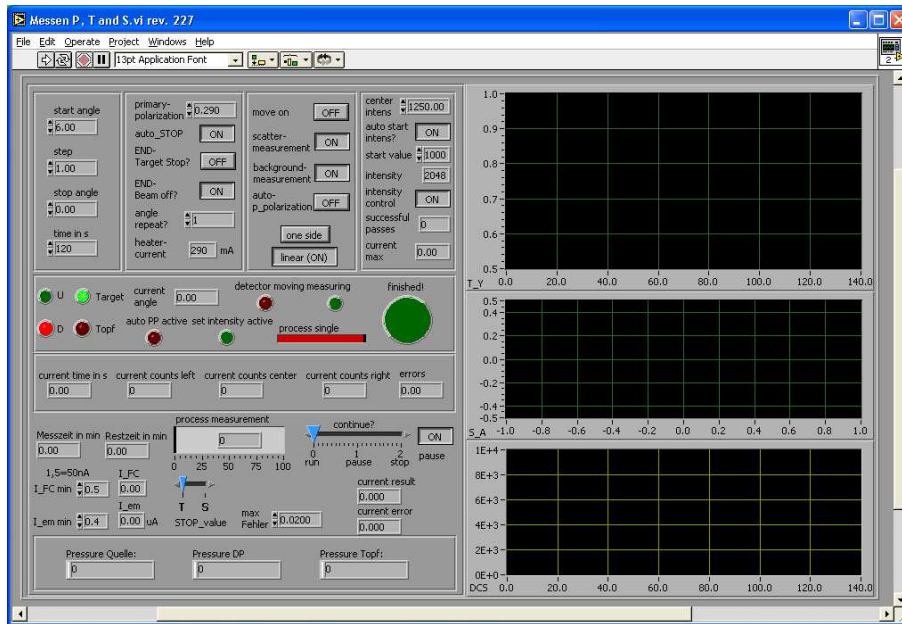 Messen P, T and S.vi rev. 227
File Edit Operate Project Windows Help
13pt Application Font
2
start angle
6.00
step
1.00
stop angle
0.00
time in s
120
primary-
polarization 0.290
auto_STOP ON
END-
Target Stop? OFF
END-
Beam off? ON
angle
repeat? 1
heater-
current 290 mA
move on OFF
scatter-
measurement ON
background-
measurement ON
auto-
p_polarization OFF
one side
linear (ON)
center
intens 1250.00
auto start
intens? ON
start value 1000
intensity 2048
intensity
control ON
successful
passes 0
current
max 0.00
U Target current
angle 0.00
detector moving measuring
finished!
D Topf
auto PP active set intensity active
process single
current time in s current counts left current counts center current counts right errors
0.00 0 0 0 0.00
process measurement
0
0 25 50 75 100
continue?
0 1 2
run pause stop
ON
pause
Messzeit in min Restzeit in min
0.00 0.00
1,5=50nA I_FC
I_FC min 0.5 0.00
I_em
I_em min 0.4 0.00 uA
T S
STOP_value
max
Fehler 0.0200
current result
0.000
current error
0.000
Pressure Quelle: Pressure DP Pressure Topf:
0 0 0
1.0
0.9
0.8
0.7
0.6
0.5
T_Y 0.0 20.0 40.0 60.0 80.0 100.0 120.0 140.0
0.5
0.4
0.2
0.0
-0.2
-0.4
-0.5
S_A -1.0 -0.8 -0.6 -0.4 -0.2 0.0 0.2 0.4 0.6 0.8 1.0
1E+4
8E+3
6E+3
4E+3
2E+3
0E+0
DCS 0.0 20.0 40.0 60.0 80.0 100.0 120.0 140.0